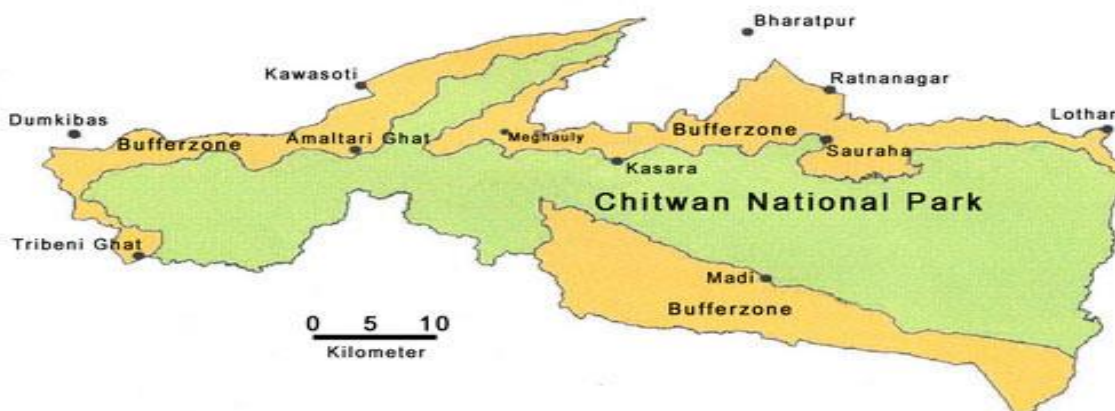 Bharatpur
Kawasoti
Ratnanagar
Dumkibas
Lothar
Bufferzone
Amaltari Ghat
Meghauly
Bufferzone
Sauraha
Kasara
Chitwan National Park
Tribeni Ghat
Madi
Bufferzone
0 5 10
Kilometer